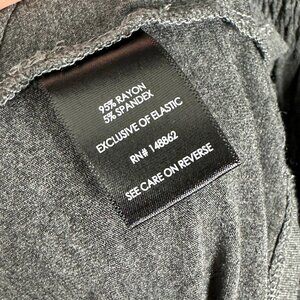 95% RAYON
5% SPANDEX
EXCLUSIVE OF ELASTIC
RN# 148862
SEE CARE ON REVERSE